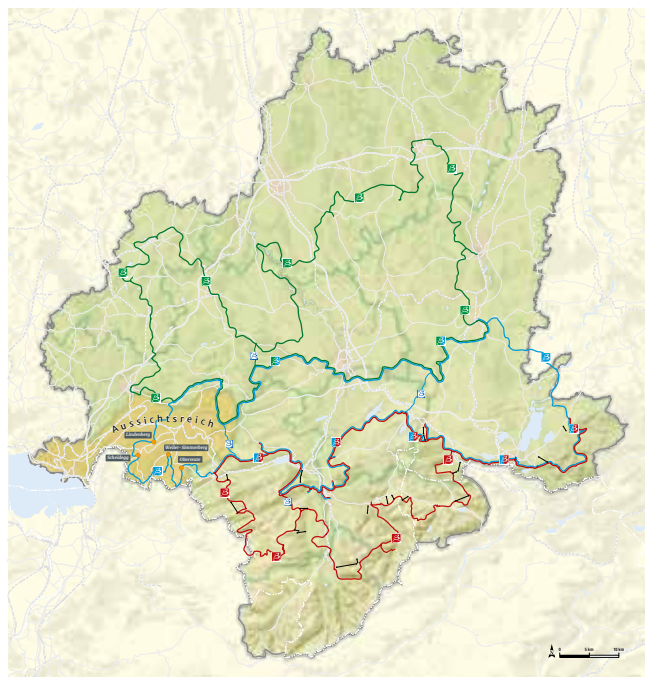 Aussichtsreich
Lindenberg
Weiler-Simmerberg
Scheidegg
Oberreute
0 5 km 10 km